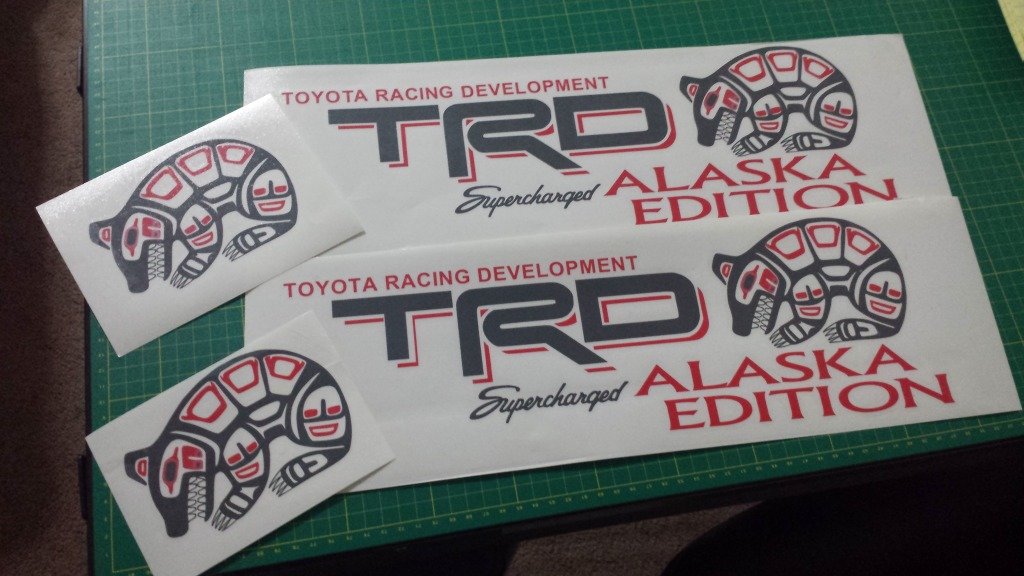 TOYOTA RACING DEVELOPMENT
TRD
Supercharged
ALASKA
EDITION
TOYOTA RACING DEVELOPMENT
TRD
Supercharged
ALASKA
EDITION